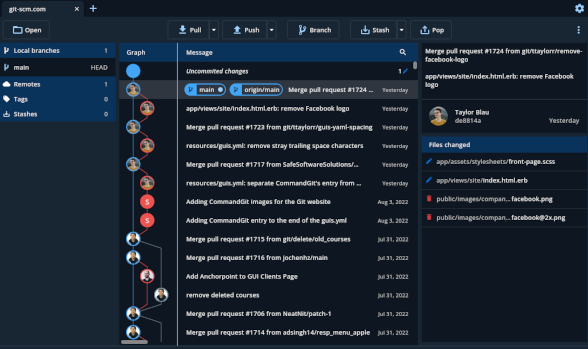 git-scm.com
Open
Pull
Push
Branch
Stash
Pop
Local branches 1
main HEAD
Remotes 2
Tags
Stashes
Graph Message
Uncommited changes 1
main origin/main Merge pull request #1724 ... Yesterday
app/views/site/index.html.erb: remove Facebook logo Yesterday
Merge pull request #1723 from git/ttaylorr/guis-yaml-spacing Yesterday
resources/guis.yml: remove stray trailing space characters Yesterday
Merge pull request #1717 from SafeSoftwareSolutions/... Yesterday
resources/guis.yml: separate CommandGit's entry from ... Yesterday
S Adding CommandGit images for the Git website Aug 3, 2022
S Adding CommandGit entry to the end of the guis.yml Aug 3, 2022
Merge pull request #1715 from git/delete/old_courses Jul 31, 2022
Merge pull request #1716 from jochenhz/main Jul 31, 2022
Add Anchorpoint to GUI Clients Page Jul 31, 2022
remove deleted courses Jul 31, 2022
Merge pull request #1706 from NeatNit/patch-1 Jul 31, 2022
Merge pull request #1714 from adsingh14/resp_menu_apple Jul 31, 2022
Merge pull request #1724 from git/ttaylorr/remove-
facebook-logo
app/views/site/index.html.erb: remove Facebook
logo
Taylor Blau
de8814a Yesterday
Files changed
app/assets/stylesheets/front-page.scss
app/views/site/index.html.erb
public/images/compan... facebook.png
public/images/compan... facebook@2x.png